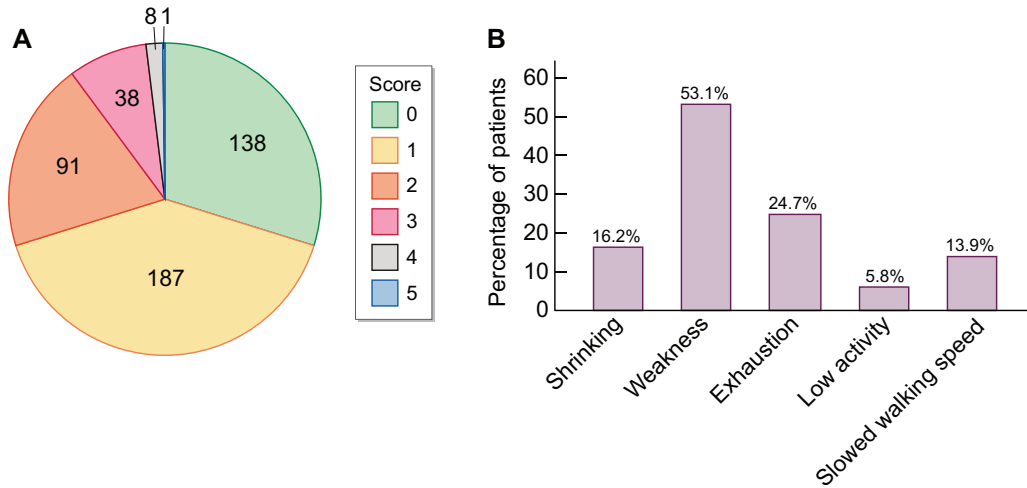 A
8 1
38
138
91
187
Score
0
1
2
3
4
5
B
Percentage of patients
60
50
40
30
20
10
0
16.2%
53.1%
24.7%
5.8%
13.9%
Shrinking
Weakness
Exhaustion
Low activity
Slowed walking speed